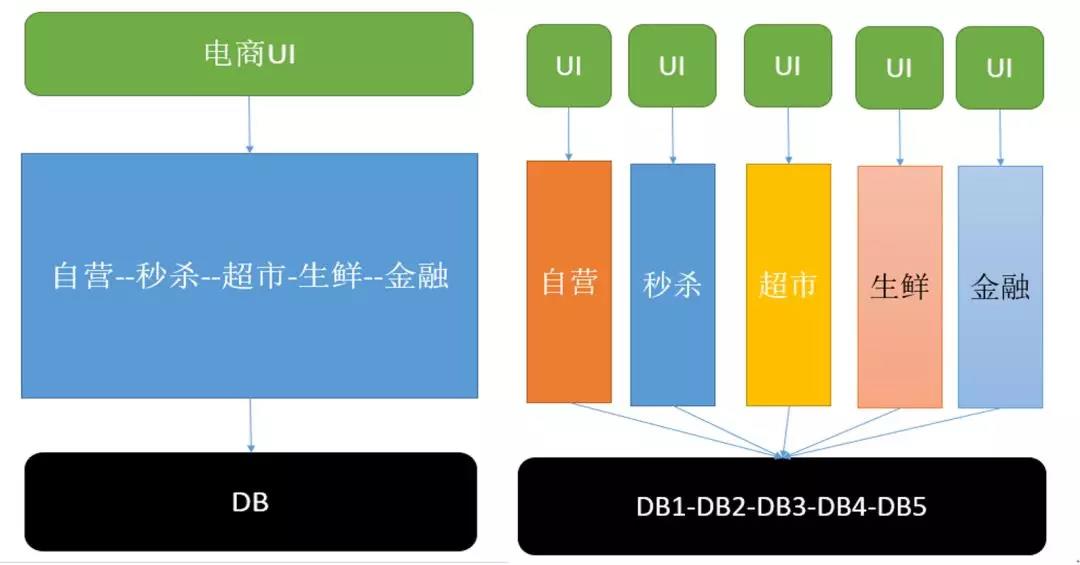 电商UI
自营--秒杀--超市-生鲜--金融
DB
UI
UI
UI
UI
UI
自营
秒杀
超市
生鲜
金融
DB1-DB2-DB3-DB4-DB5